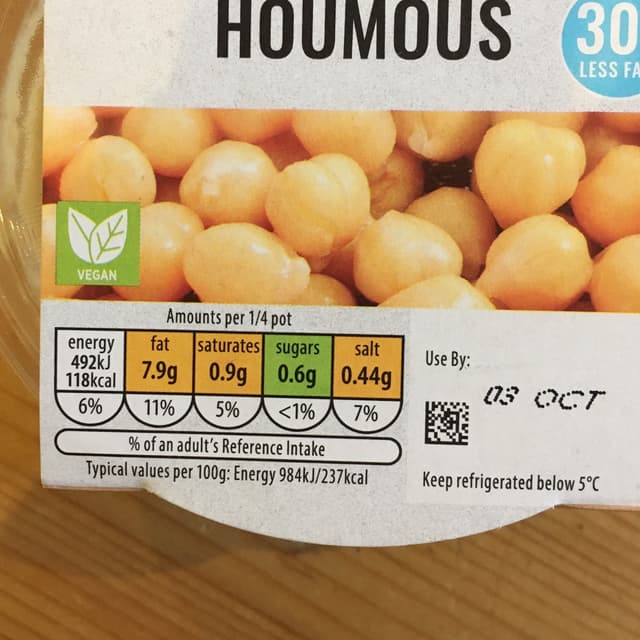 HOUMOUS
30
LESS
VEGAN
Amounts per 1/4 pot
energy fat saturates sugars salt
492kJ
118kcal 7.9g 0.9g 0.6g 0.44g
6% 11% 5% <1% 7%
% of an adult's Reference Intake
Typical values per 100g: Energy 984kJ/237kcal
Use By:
03 OCT
Keep refrigerated below 5°C